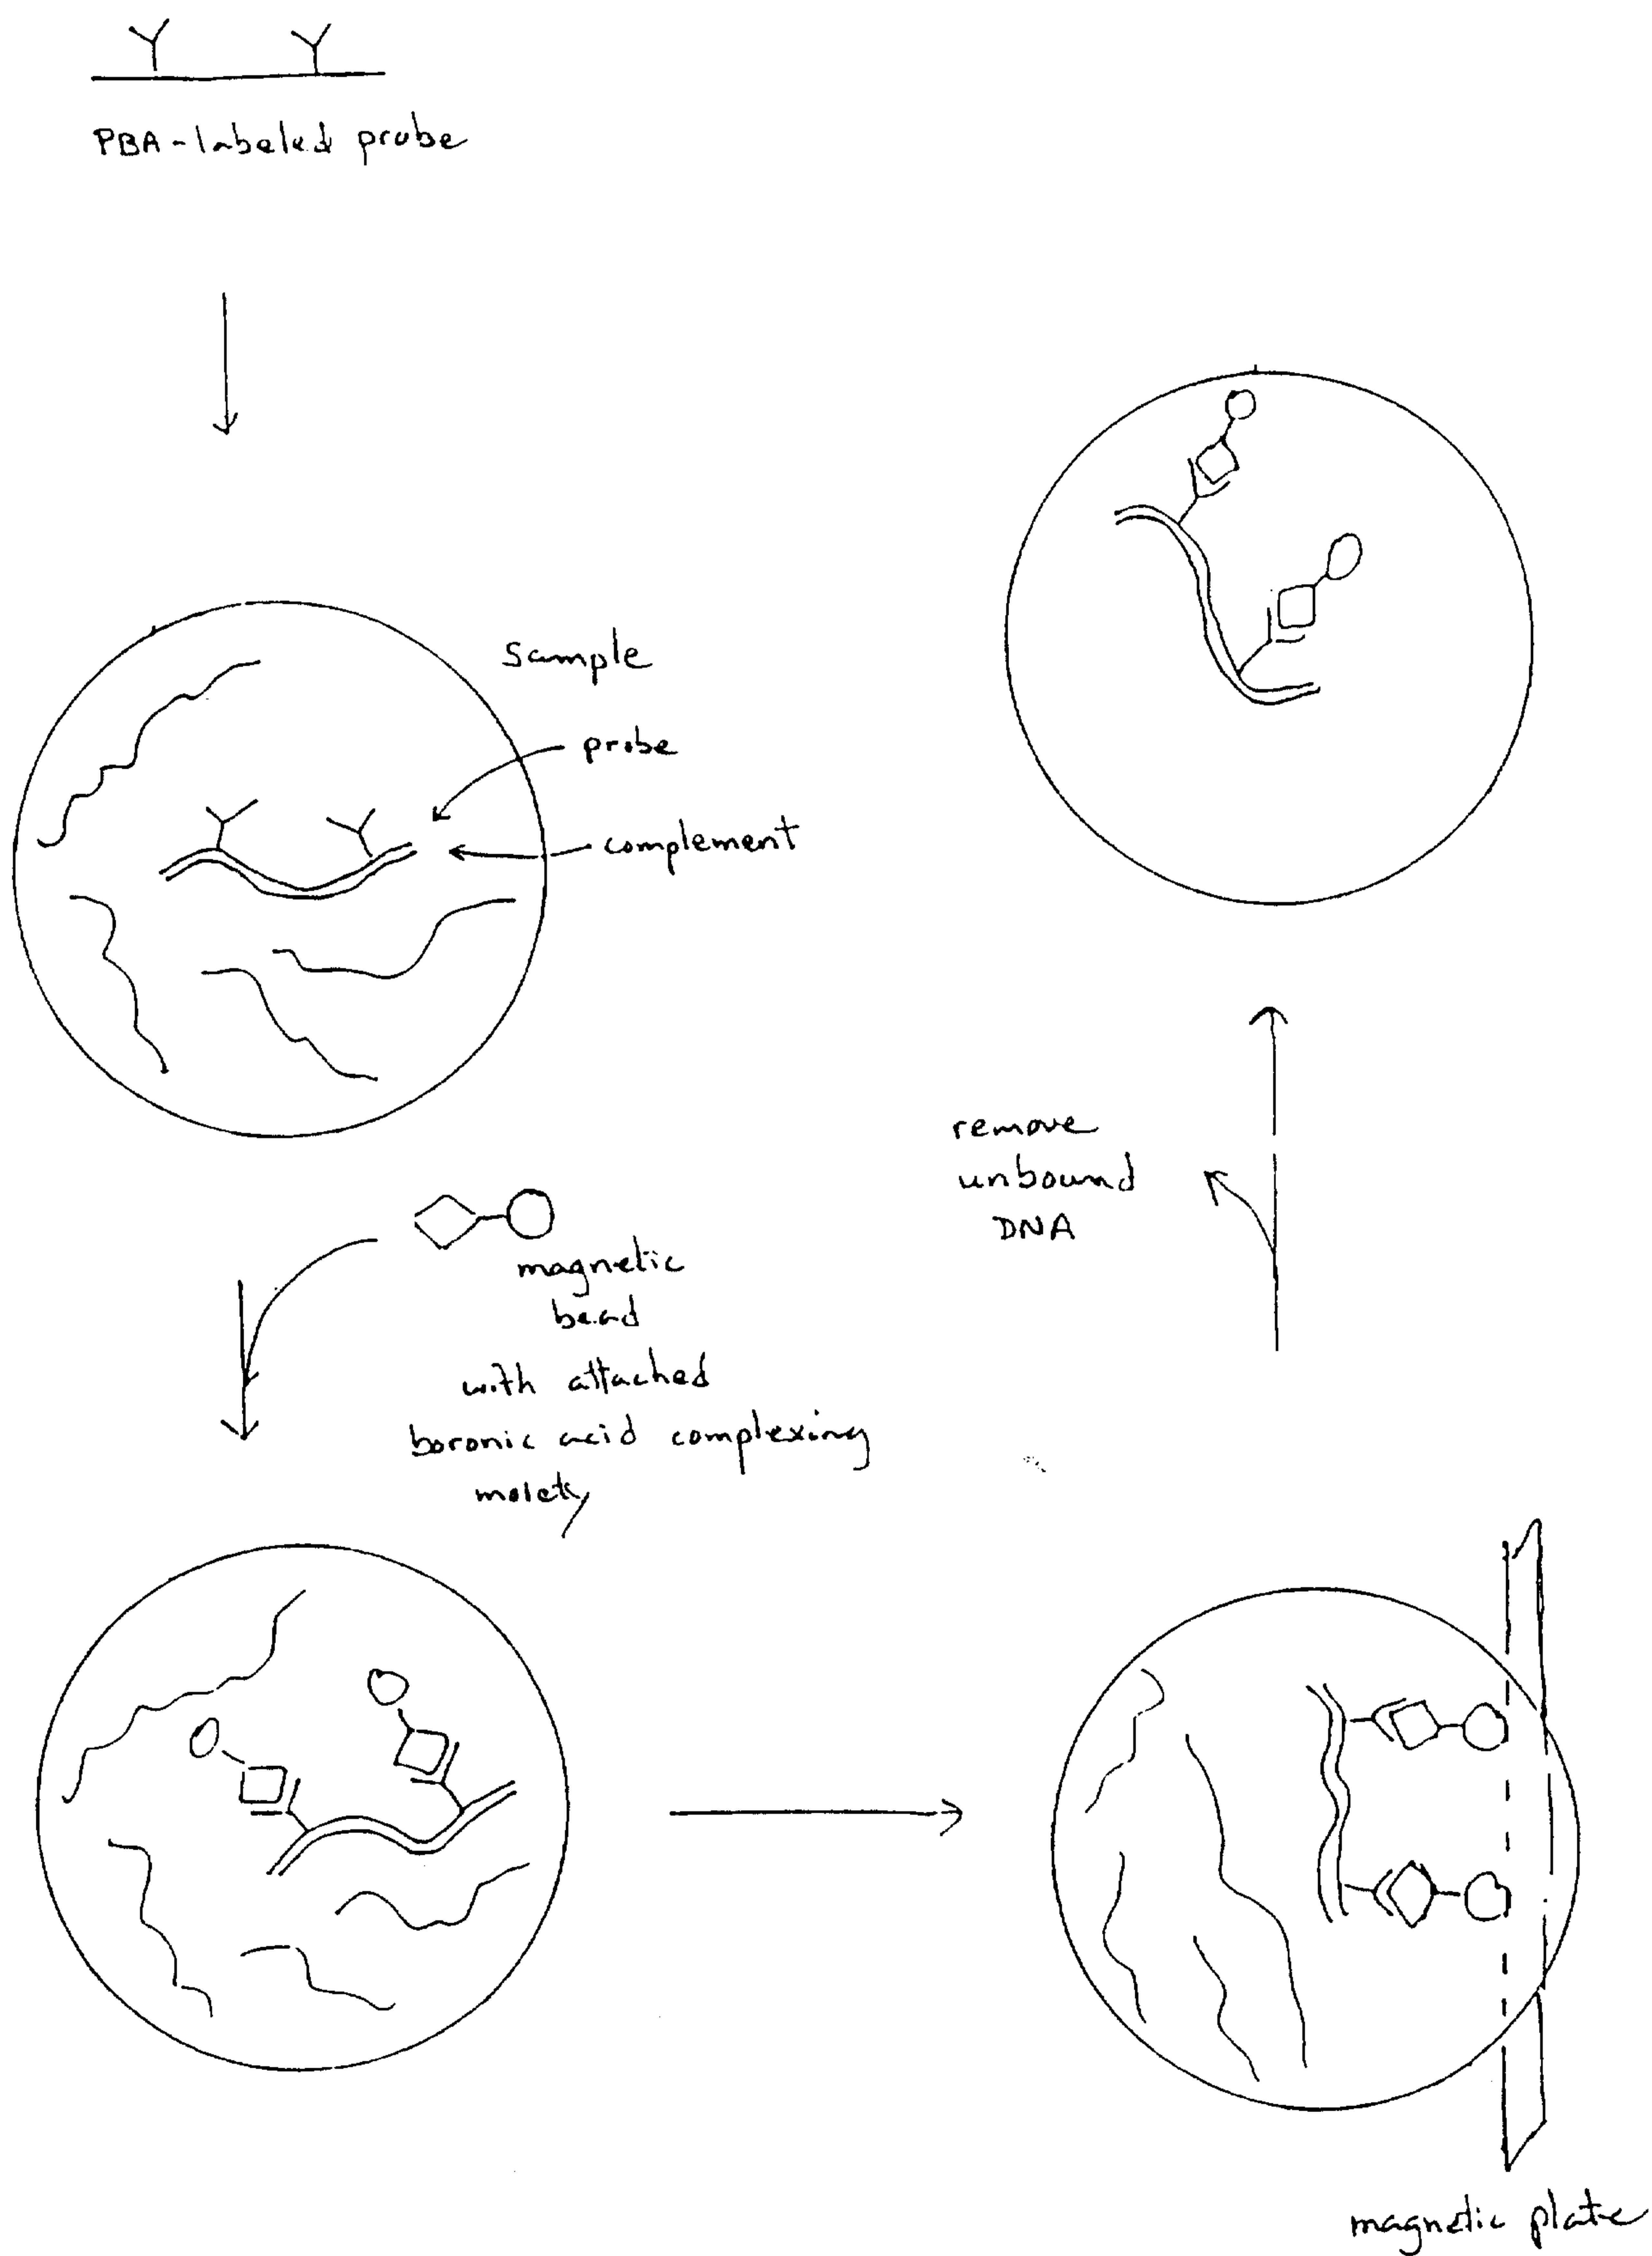 PBA-labeled probe
sample
probe
complement
magnetic
bead
with attached
boronic acid complexing
moiety
remove
unbound
DNA
magnetic plate